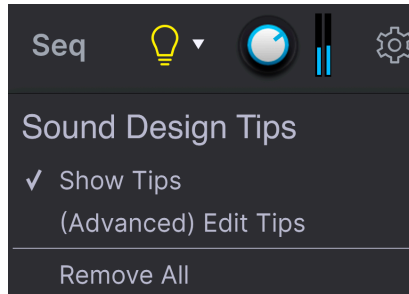 Seq
Sound Design Tips
✓ Show Tips
(Advanced) Edit Tips
Remove All